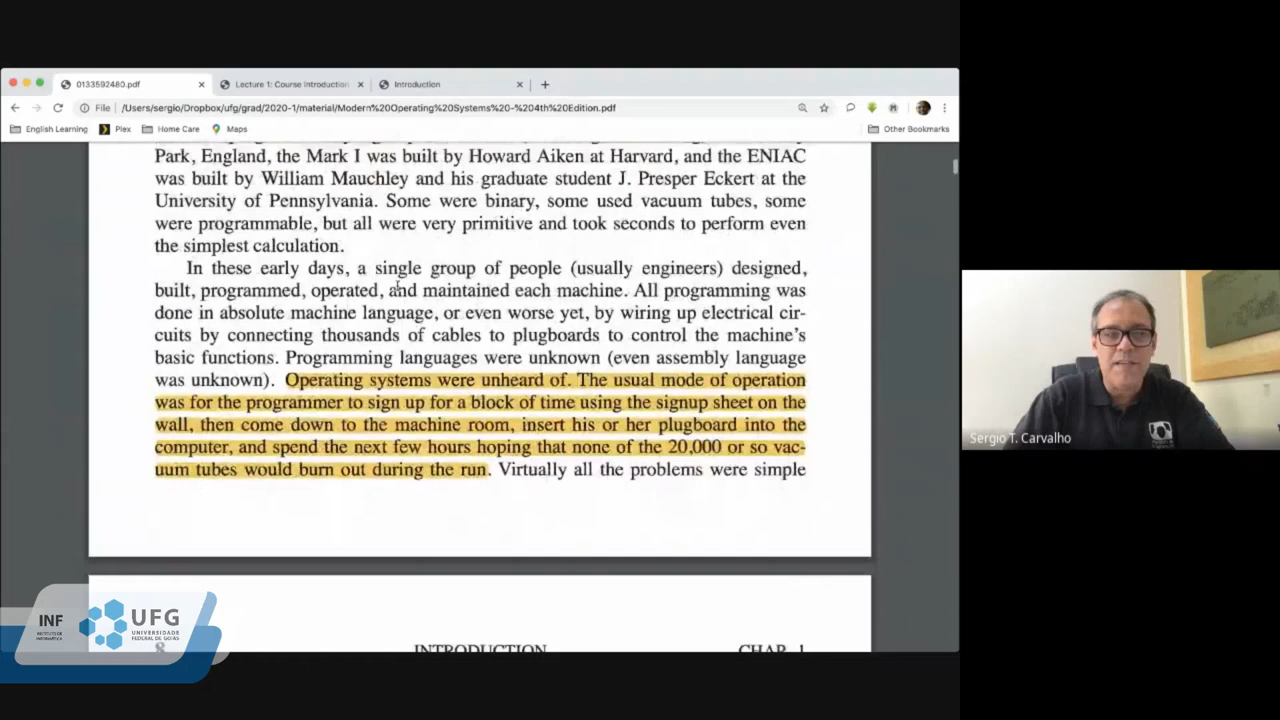 0133592480.pdf
Lecture 1: Course Introduction
Introduction
File
/Users/sergio/Dropbox/ufg/grad/2020-1/material/Modern%20Operating%20Systems%20-%204th%20Edition.pdf
English Learning
Plex
Home Care
Maps
Other Bookmarks
Park, England, the Mark I was built by Howard Aiken at Harvard, and the ENIAC
was built by William Mauchley and his graduate student J. Presper Eckert at the
University of Pennsylvania. Some were binary, some used vacuum tubes, some
were programmable, but all were very primitive and took seconds to perform even
the simplest calculation.
In these early days, a single group of people (usually engineers) designed,
built, programmed, operated, and maintained each machine. All programming was
done in absolute machine language, or even worse yet, by wiring up electrical cir-
cuits by connecting thousands of cables to plugboards to control the machine's
basic functions. Programming languages were unknown (even assembly language
was unknown). Operating systems were unheard of. The usual mode of operation
was for the programmer to sign up for a block of time using the signup sheet on the
wall, then come down to the machine room, insert his or her plugboard into the
computer, and spend the next few hours hoping that none of the 20,000 or so vac-
uum tubes would burn out during the run. Virtually all the problems were simple
8
INTRODUCTION
CHAP. 1
INF
INSTITUTO DE
INFORMÁTICA
UFG
UNIVERSIDADE
FEDERAL DE GOIÁS
Sergio T. Carvalho